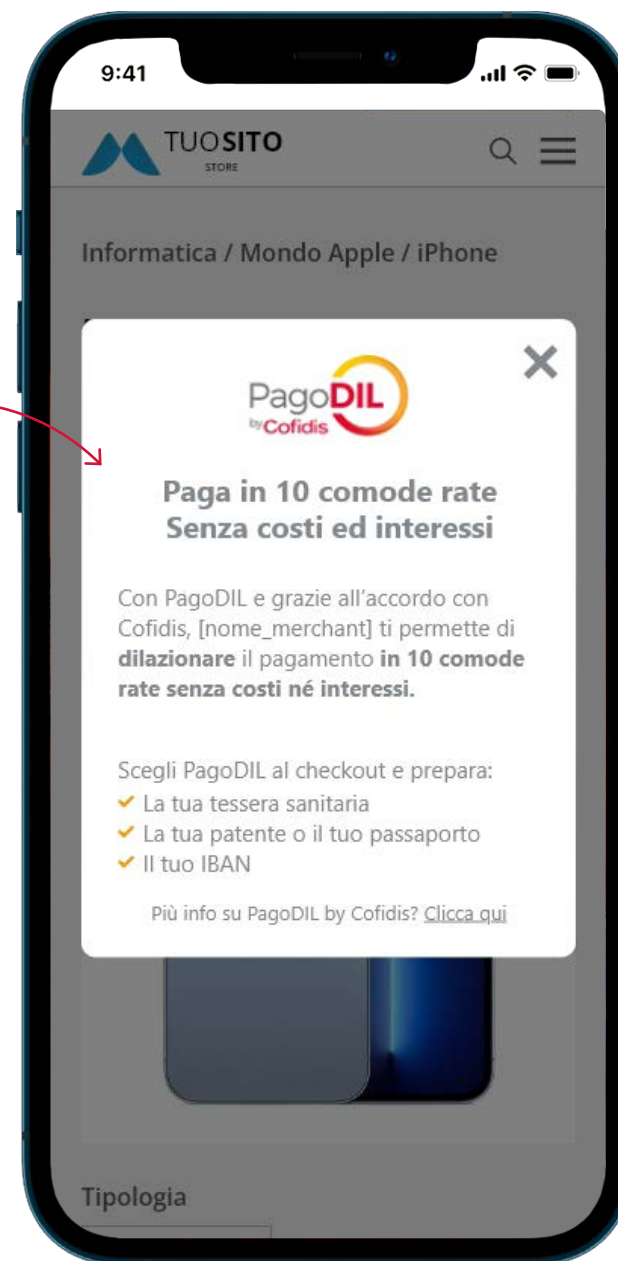 9:41
TUOSITO
STORE
Informatica / Mondo Apple / iPhone
PagoDIL
by Cofidis
Paga in 10 comode rate
Senza costi ed interessi
Con PagoDIL e grazie all'accordo con
Cofidis, [nome_merchant] ti permette di
dilazionare il pagamento in 10 comode
rate senza costi né interessi.
Scegli PagoDIL al checkout e prepara:
La tua tessera sanitaria
La tua patente o il tuo passaporto
Il tuo IBAN
Più info su PagoDIL by Cofidis? Clicca qui
Tipologia